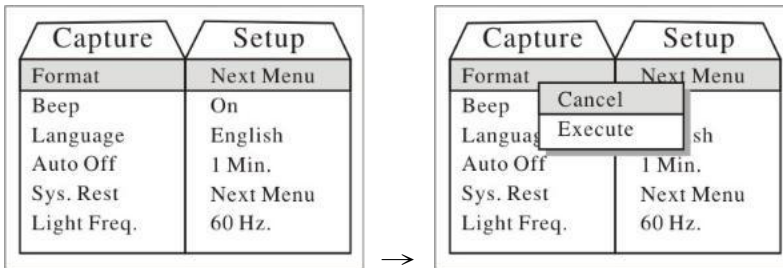 Capture Setup
Format Next Menu
Beep On
Language English
Auto Off 1 Min.
Sys. Rest Next Menu
Light Freq. 60 Hz.
→
Capture Setup
Format Next Menu
Beep
Cancel
Execute
Languag sh
Auto Off 1 Min.
Sys. Rest Next Menu
Light Freq. 60 Hz.